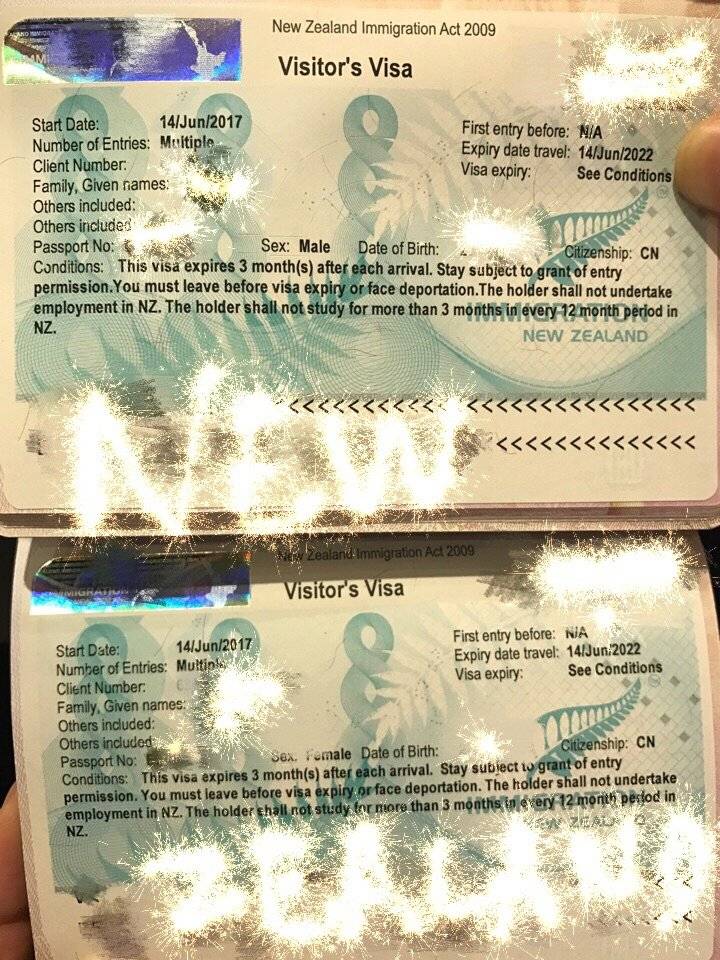 New Zealand Immigration Act 2009
Visitor's Visa
Start Date: 14/Jun/2017 First entry before: N/A
Number of Entries: Multiple Expiry date travel: 14/Jun/2022
Client Number: Visa expiry: See Conditions
Family, Given names:
Others included:
Others included
Passport No: Sex: Male Date of Birth: Citizenship: CN
Conditions: This visa expires 3 month(s) after each arrival. Stay subject to grant of entry
permission.You must leave before visa expiry or face deportation.The holder shall not undertake
employment in NZ. The holder shall not study for more than 3 months in every 12 month period in
NZ.
IMMIGRATION
NEW ZEALAND
<<<<<<<<<<<<<<<<<<<<<<<<<<<
<<<<<<<<<<<<<
NEW
New Zealand Immigration Act 2009
IMMIGRATION
Visitor's Visa
Start Date: 14/Jun/2017 First entry before: N/A
Number of Entries: Multiple Expiry date travel: 14/Jun/2022
Client Number: Visa expiry: See Conditions
Family, Given names:
Others included:
Others included
Passport No: Sex: Female Date of Birth: Citizenship: CN
Conditions: This visa expires 3 month(s) after each arrival. Stay subject to grant of entry
permission. You must leave before visa expiry or face deportation. The holder shall not undertake
employment in NZ. The holder shall not study for more than 3 months in every 12 month period in
NZ.
NEW ZEALAND
ZEALAND